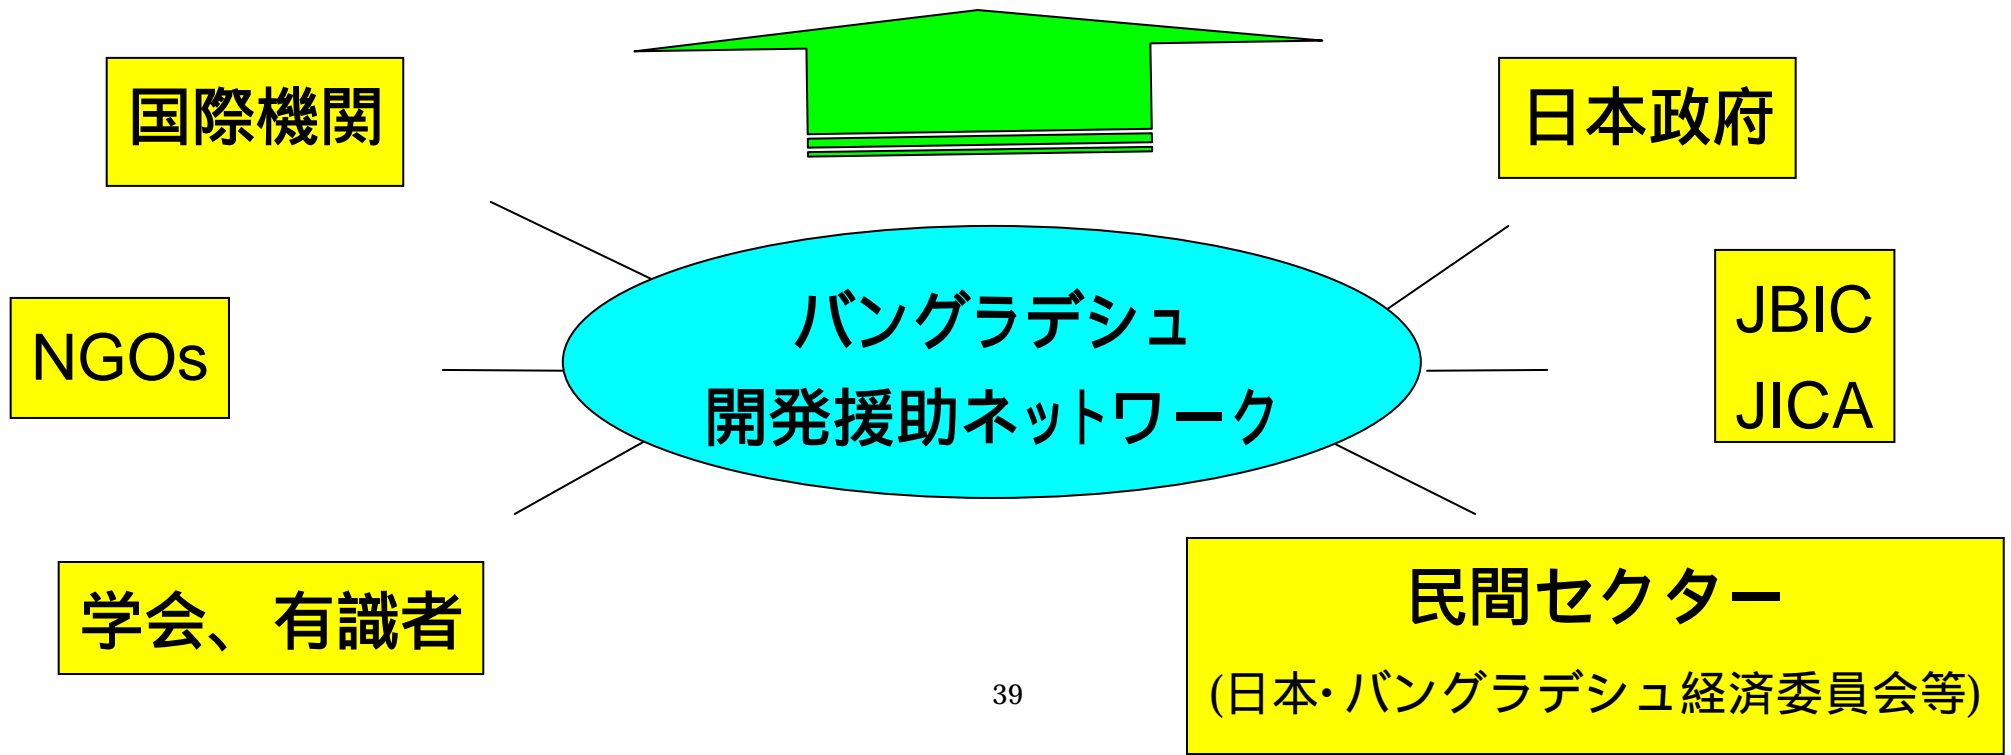 国際機関
日本政府
バングラデシュ
開発援助ネットワーク
NGOs
JBIC
JICA
学会、有識者
民間セクター
(日本・バングラデシュ経済委員会等)
39